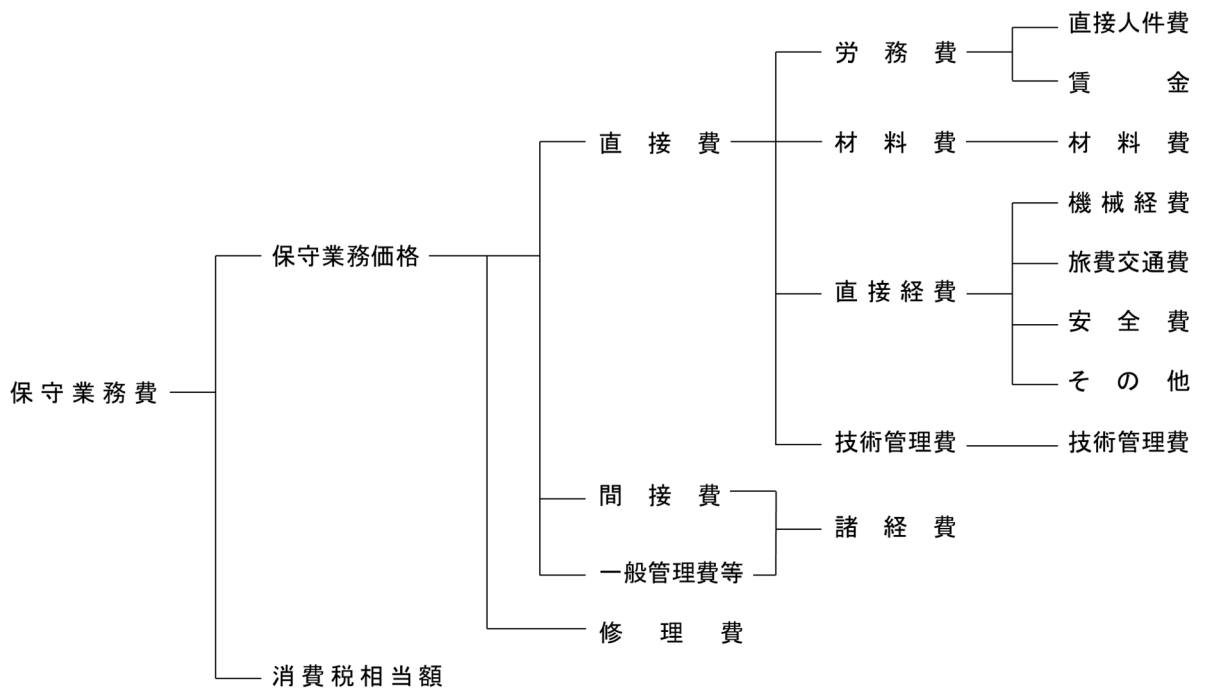 直接人件費
労務費
賃金
直接費
材料費
材料費
機械経費
保守業務価格
旅費交通費
直接経費
安全費
保守業務費
その他
技術管理費
技術管理費
間接費
諸経費
一般管理費等
修理費
消費税相当額